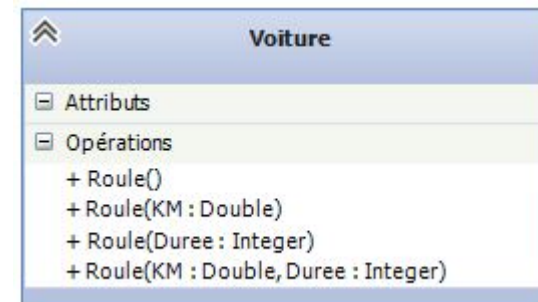 Voiture
Attributs
Opérations
+ Roule()
+ Roule(KM : Double)
+ Roule(Duree : Integer)
+ Roule(KM : Double, Duree : Integer)